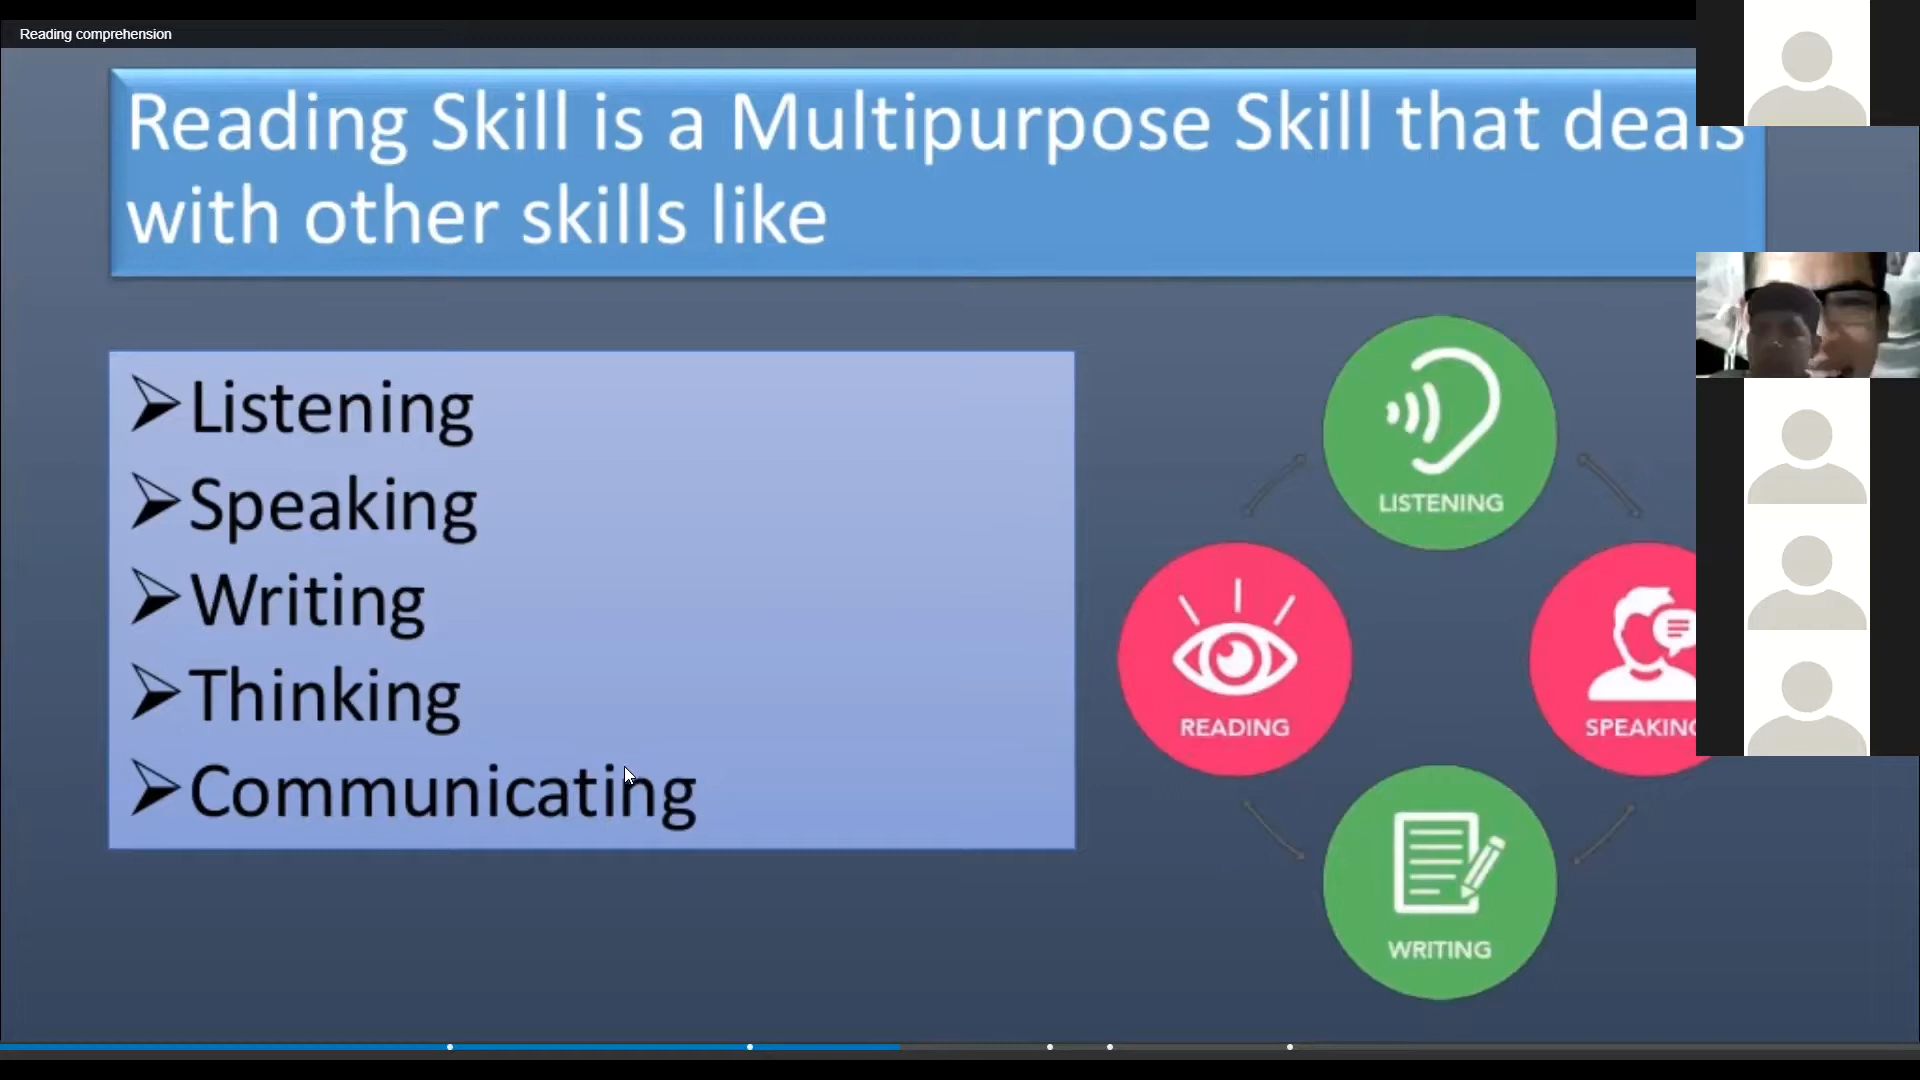 Reading comprehension
Reading Skill is a Multipurpose Skill that deals
with other skills like
➢Listening
➢Speaking
➢Writing
➢Thinking
➢Communicating
LISTENING
READING
SPEAKING
WRITING